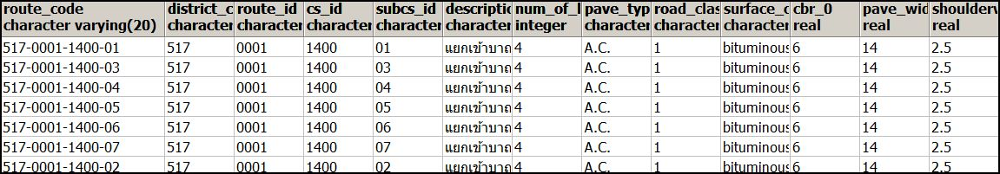 route_code district_c route_id cs_id subcs_id descriptio num_of_l pave_typ road_clas surface_c cbr_0 pave_wid shoulderv
character varying(20) character character character character character integer character character character real real real
517-0001-1400-01 517 0001 1400 01 แยกเข้าบาถ 4 A.C. 1 bituminous 6 14 2.5
517-0001-1400-03 517 0001 1400 03 แยกเข้าบาถ 4 A.C. 1 bituminous 6 14 2.5
517-0001-1400-04 517 0001 1400 04 แยกเข้าบาถ 4 A.C. 1 bituminous 6 14 2.5
517-0001-1400-05 517 0001 1400 05 แยกเข้าบาถ 4 A.C. 1 bituminous 6 14 2.5
517-0001-1400-06 517 0001 1400 06 แยกเข้าบาถ 4 A.C. 1 bituminous 6 14 2.5
517-0001-1400-07 517 0001 1400 07 แยกเข้าบาถ 4 A.C. 1 bituminous 6 14 2.5
517-0001-1400-02 517 0001 1400 02 แยกเข้าบาถ 4 A.C. 1 bituminous 6 14 2.5